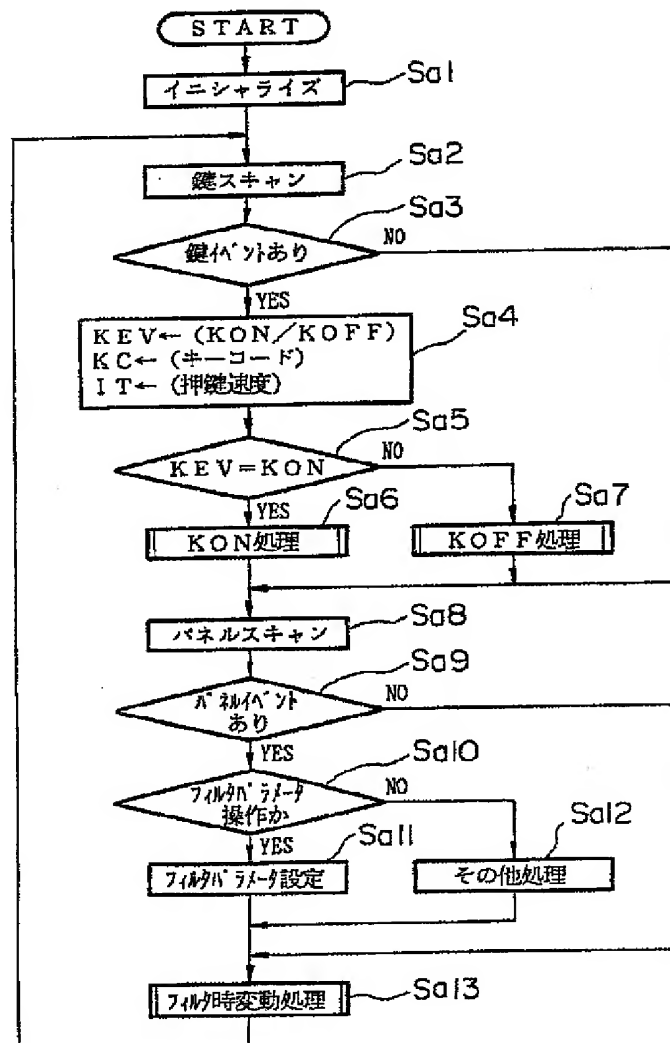 START
イニシャライズ
Sa1
鍵スキャン
Sa2
鍵イベントあり
Sa3
NO
YES
KEV←(KON/KOFF)
KC←(キーコード)
IT←(押鍵速度)
Sa4
KEV=KON
Sa5
NO
YES
KON処理
Sa6
KOFF処理
Sa7
パネルスキャン
Sa8
パネルイベント
あり
Sa9
NO
YES
フィルタパラメータ
操作か
Sa10
NO
YES
フィルタパラメータ設定
Sa11
その他処理
Sa12
フィルタ時変動処理
Sa13